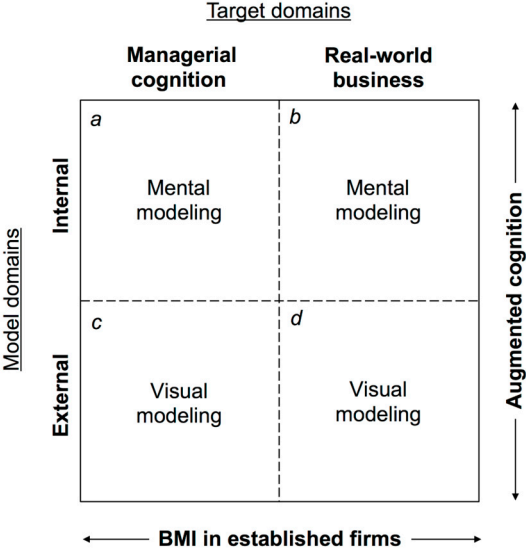 Target domains
Managerial
cognition
Real-world
business
Model domains
Internal
External
a
Mental
modeling
b
Mental
modeling
c
Visual
modeling
d
Visual
modeling
Augmented cognition
BMI in established firms